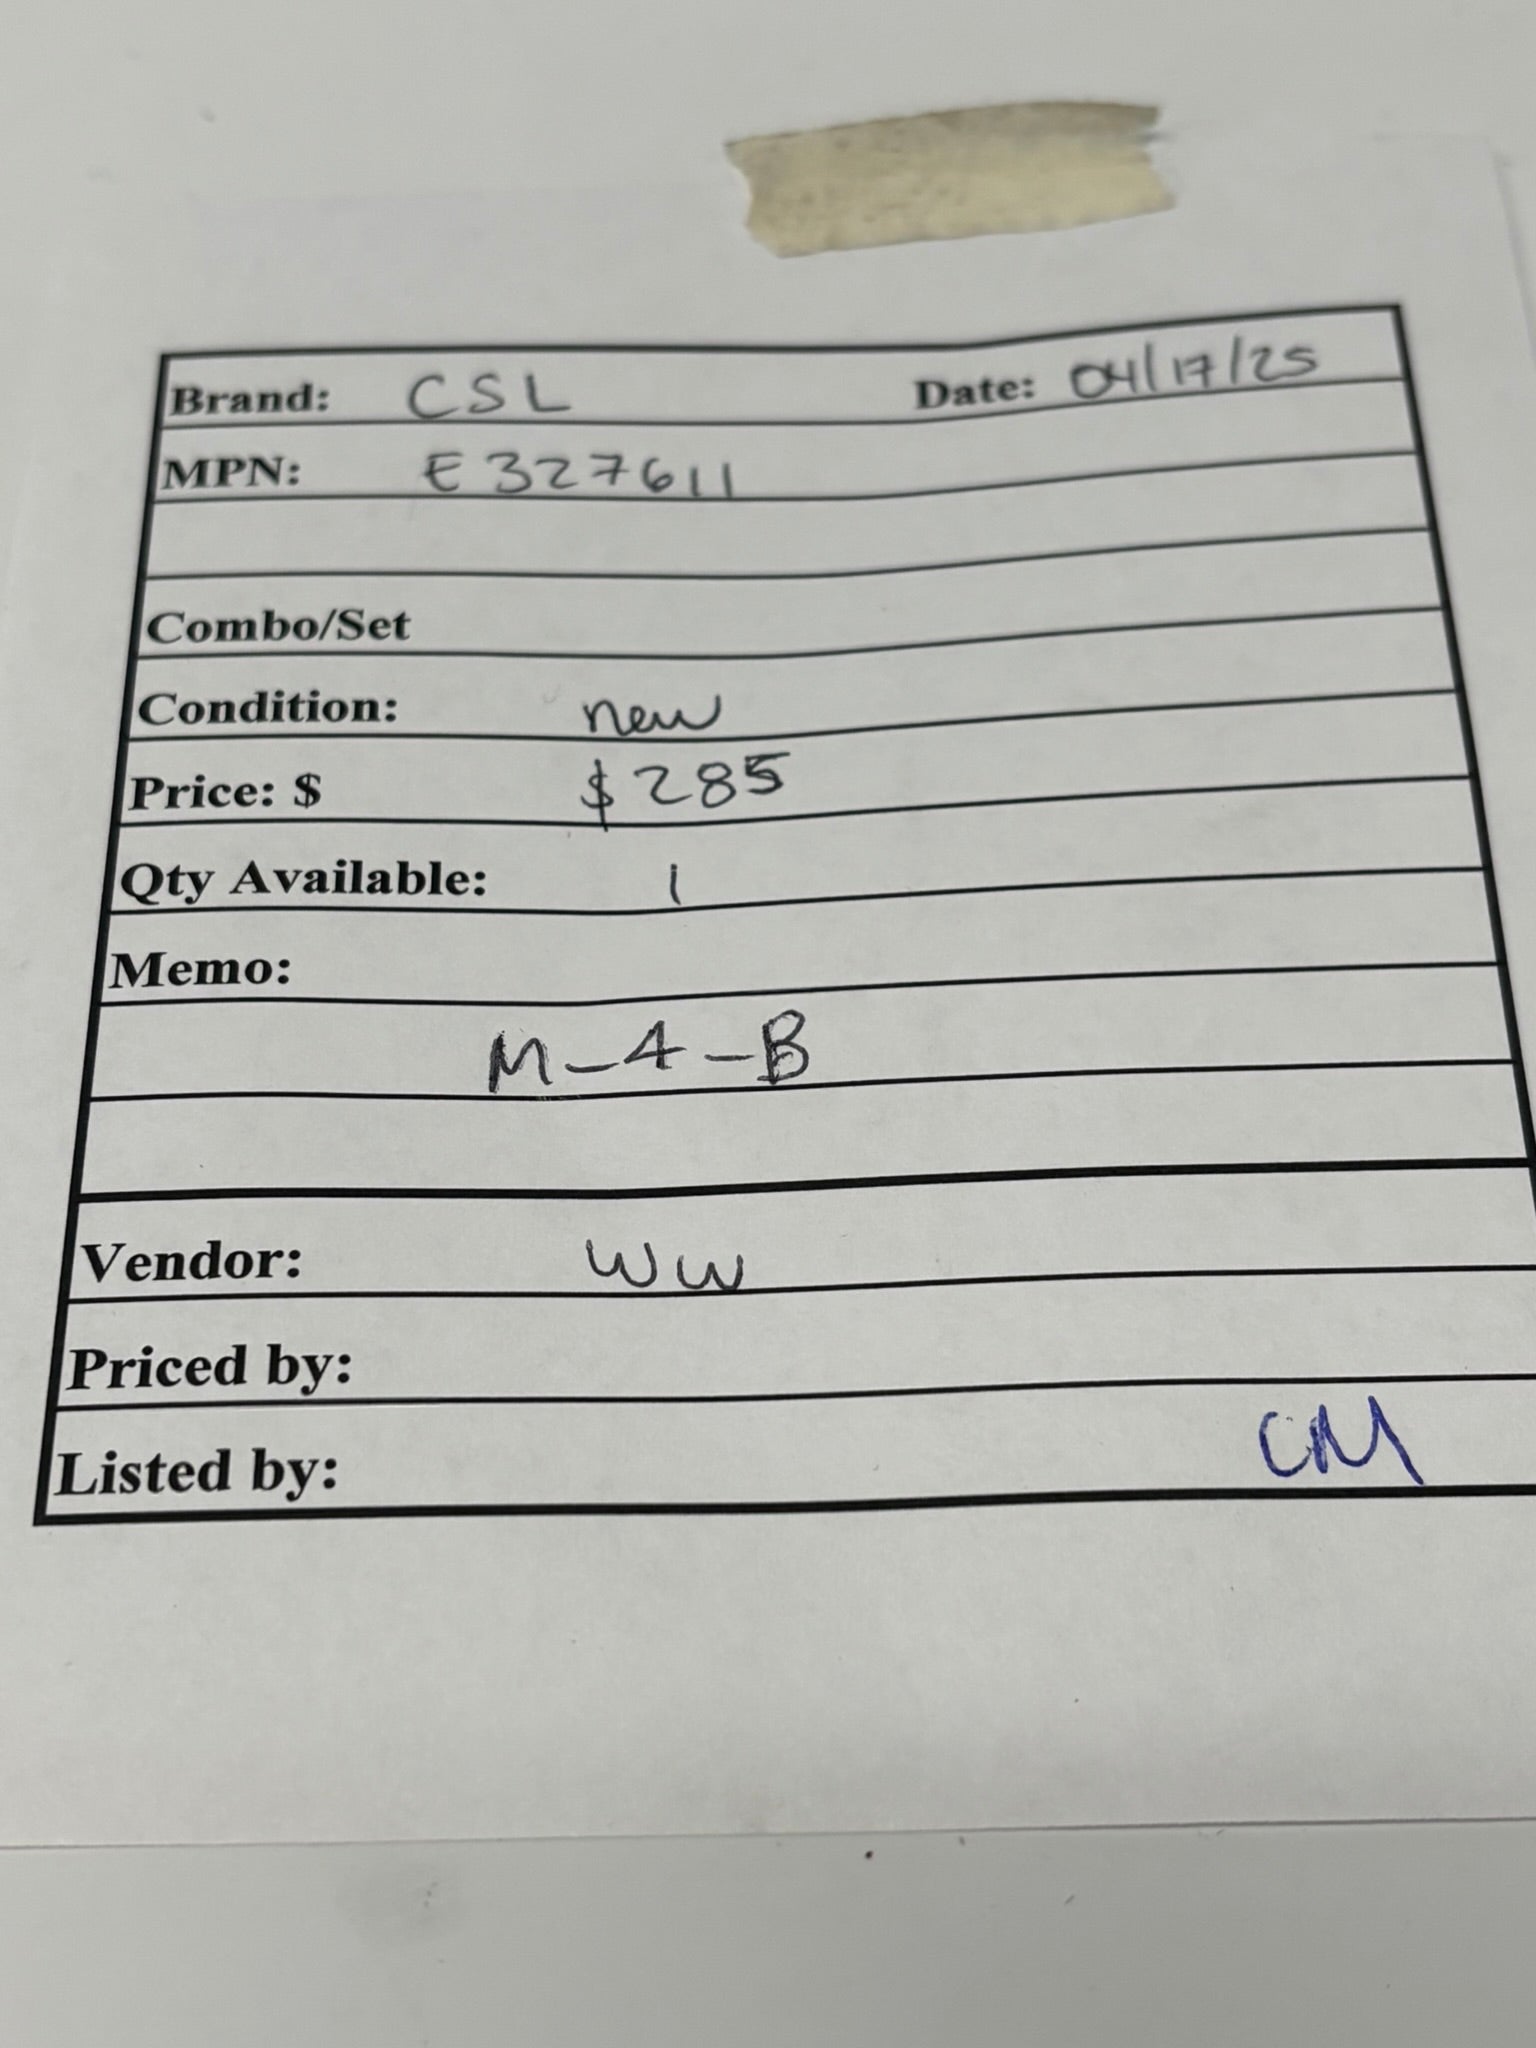 Brand: CSL Date: 04/17/25
MPN: E327611
Combo/Set
Condition: new
Price: $ $285
Qty Available: 1
Memo:
M-4-B
Vendor: WW
Priced by:
Listed by: CM